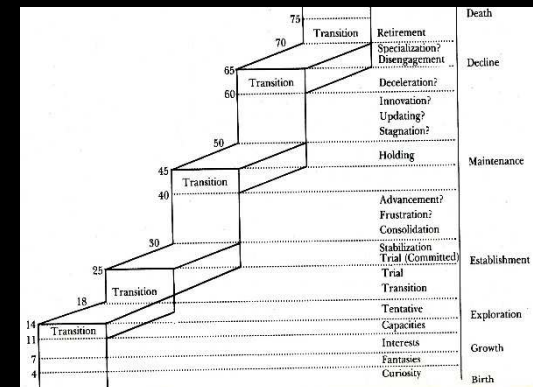 75
Death
Transition
Retirement
70
Specialization?
Disengagement
65
Decline
Transition
Deceleration?
60
Innovation?
Updating?
Stagnation?
50
Holding
Maintenance
45
Transition
40
Advancement?
Frustration?
Consolidation
30
Stabilization
Trial (Committed)
Establishment
25
Trial
Transition
Transition
18
Tentative
Exploration
14
Transition
Capacities
11
Interests
Growth
7
Fantasies
4
Curiosity
Birth